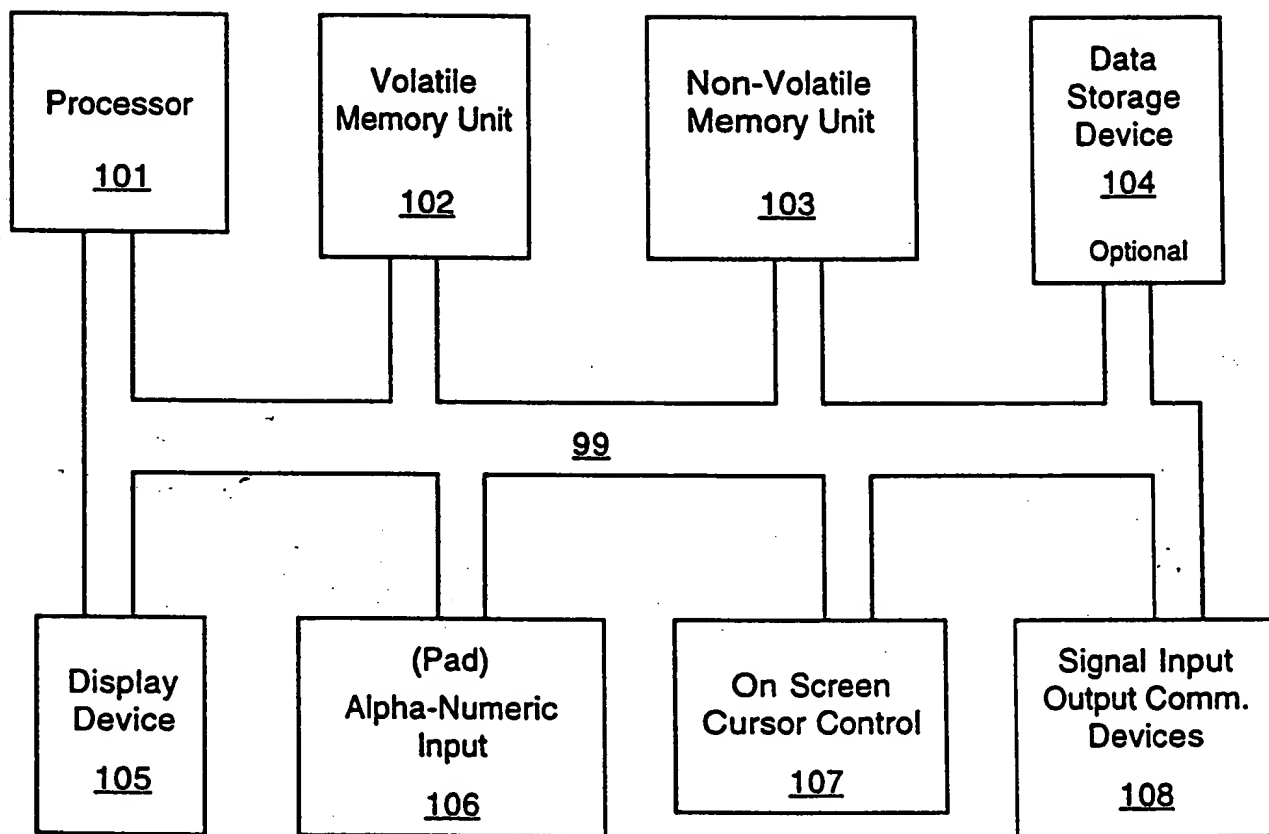 Processor
101
Volatile
Memory Unit
102
Non-Volatile
Memory Unit
103
Data
Storage
Device
104
Optional
99
Display
Device
105
(Pad)
Alpha-Numeric
Input
106
On Screen
Cursor Control
107
Signal Input
Output Comm.
Devices
108